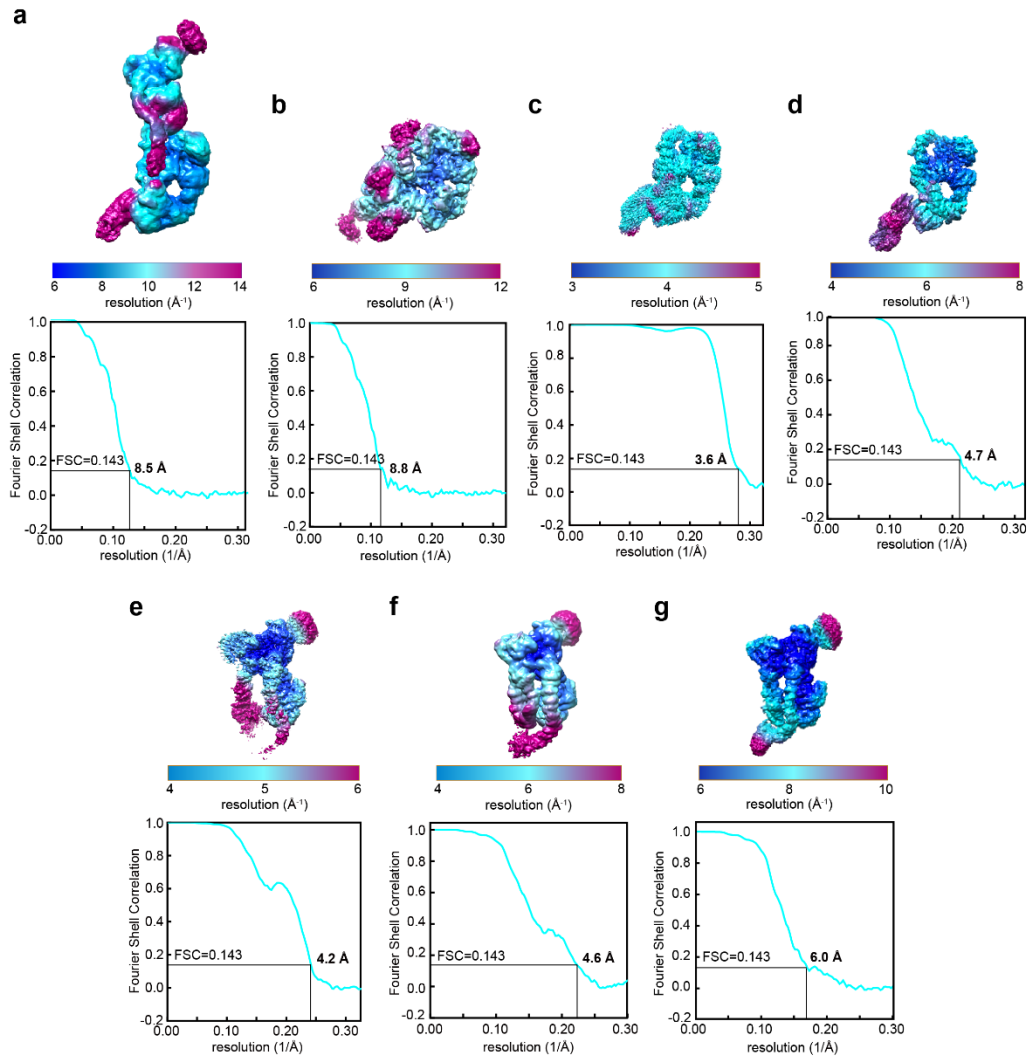 a
b
c
d
6 8 10 12 14
resolution (Å⁻¹)
6 9 12
resolution (Å⁻¹)
3 4 5
resolution (Å⁻¹)
4 6 8
resolution (Å⁻¹)
Fourier Shell Correlation
1.0
0.8
0.6
0.4
0.2
0.0
-0.2
FSC=0.143
8.5 Å
0.00 0.10 0.20 0.30
resolution (1/Å)
Fourier Shell Correlation
1.0
0.8
0.6
0.4
0.2
0.0
-0.2
FSC=0.143
8.8 Å
0.00 0.10 0.20 0.30
resolution (1/Å)
Fourier Shell Correlation
1.0
0.8
0.6
0.4
0.2
0.0
-0.2
FSC=0.143
3.6 Å
0.00 0.10 0.20 0.30
resolution (1/Å)
Fourier Shell Correlation
1.0
0.8
0.6
0.4
0.2
0.0
-0.2
FSC=0.143
4.7 Å
0.00 0.10 0.20 0.30
resolution (1/Å)
e
f
g
4 5 6
resolution (Å⁻¹)
4 6 8
resolution (Å⁻¹)
6 8 10
resolution (Å⁻¹)
Fourier Shell Correlation
1.0
0.8
0.6
0.4
0.2
0.0
-0.2
FSC=0.143
4.2 Å
0.00 0.10 0.20 0.30
resolution (1/Å)
Fourier Shell Correlation
1.0
0.8
0.6
0.4
0.2
0.0
-0.2
FSC=0.143
4.6 Å
0.00 0.10 0.20 0.30
resolution (1/Å)
Fourier Shell Correlation
1.0
0.8
0.6
0.4
0.2
0.0
-0.2
FSC=0.143
6.0 Å
0.00 0.10 0.20 0.30
resolution (1/Å)